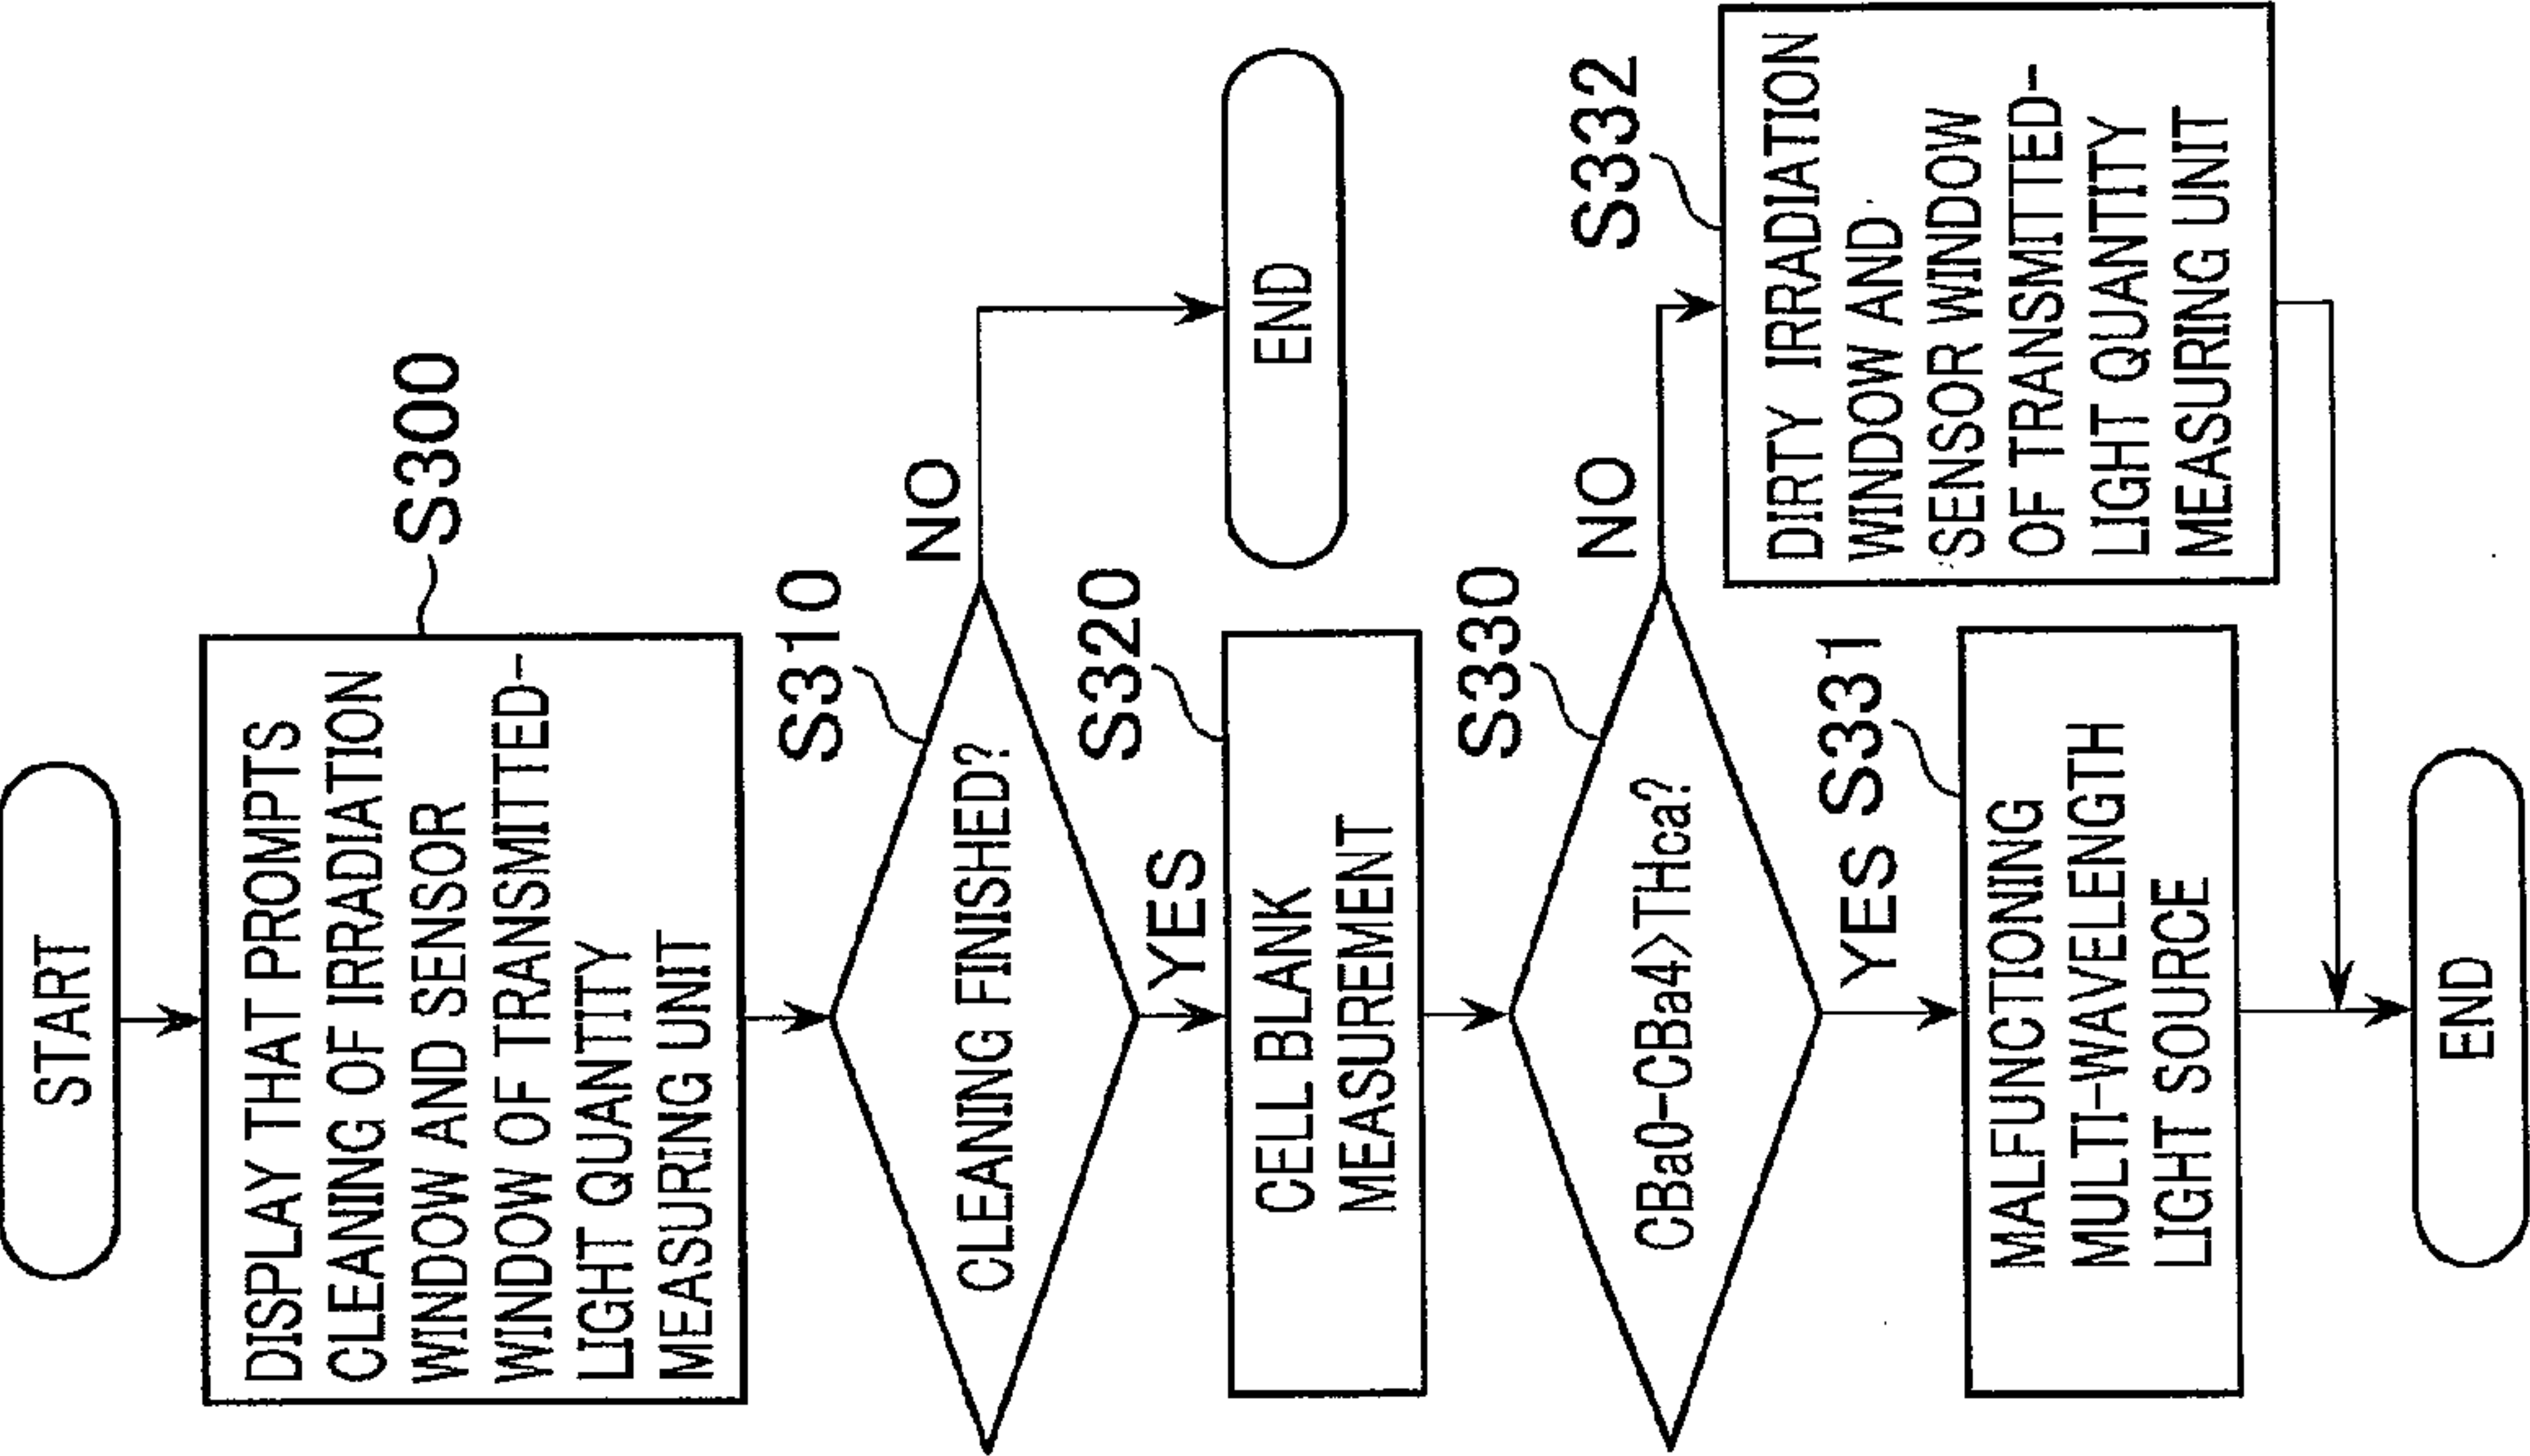 START
S300
DISPLAY THAT PROMPTS
CLEANING OF IRRADIATION
WINDOW AND SENSOR
WINDOW OF TRANSMITTED-
LIGHT QUANTITY
MEASURING UNIT
S310
CLEANING FINISHED?
NO
END
YES
S320
CELL BLANK
MEASUREMENT
S330
CBa0-CBa4>THca?
NO
S332
DIRTY IRRADIATION
WINDOW AND
SENSOR WINDOW
OF TRANSMITTED-
LIGHT QUANTITY
MEASURING UNIT
YES
S331
MALFUNCTIONING
MULTI-WAVELENGTH
LIGHT SOURCE
END